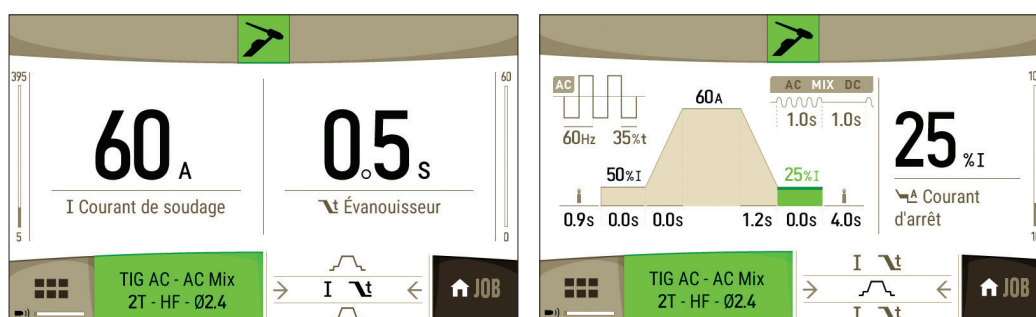 395
60
60 A
0.5 s
I Courant de soudage
t Évanouisseur
5
0
TIG AC - AC Mix
2T - HF - Ø2.4
I t
JOB
AC
60Hz 35%t
60A
AC MIX DC
1.0s 1.0s
50%I
25%I
0.9s 0.0s 0.0s 1.2s 0.0s 4.0s
25 %I
A Courant
d'arrêt
I t
TIG AC - AC Mix
2T - HF - Ø2.4
I t
JOB